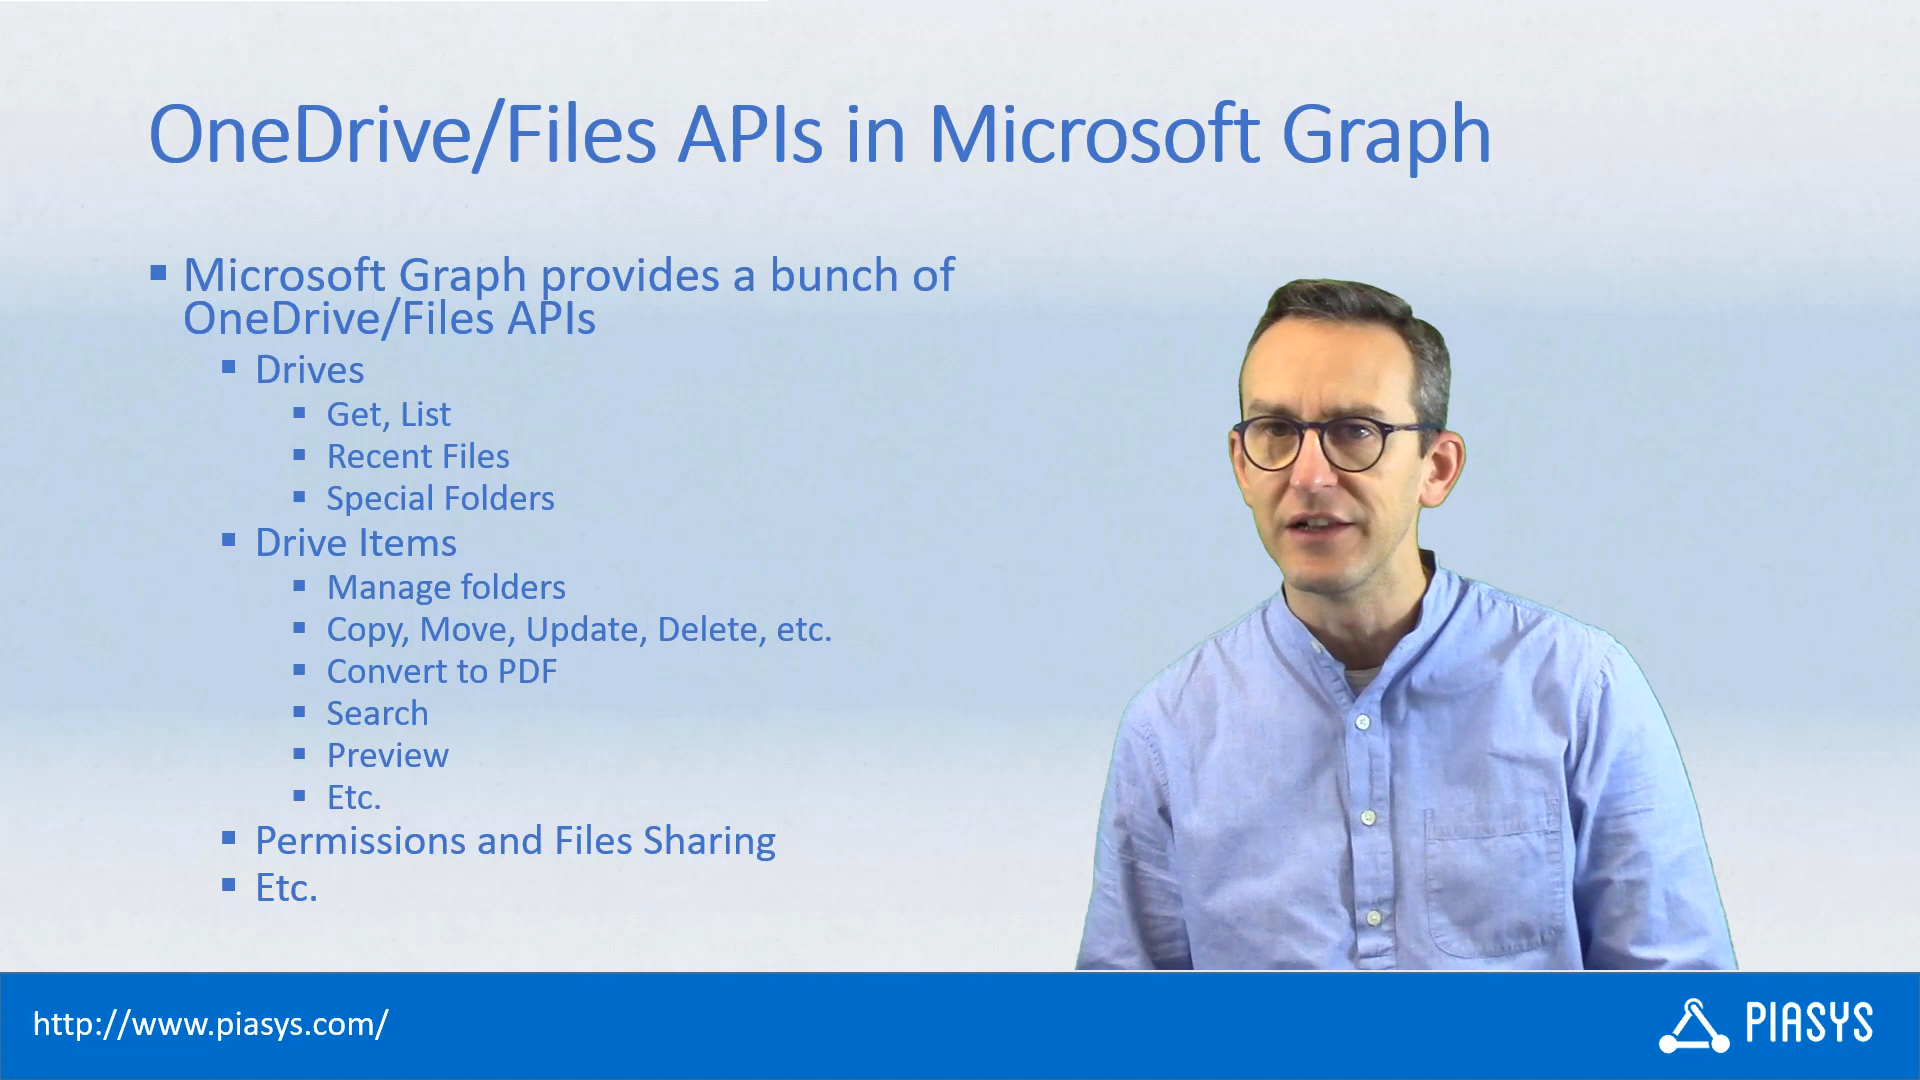 OneDrive/Files APIs in Microsoft Graph
Microsoft Graph provides a bunch of
OneDrive/Files APIs
Drives
Get, List
Recent Files
Special Folders
Drive Items
Manage folders
Copy, Move, Update, Delete, etc.
Convert to PDF
Search
Preview
Etc.
Permissions and Files Sharing
Etc.
http://www.piasys.com/
PIASYS